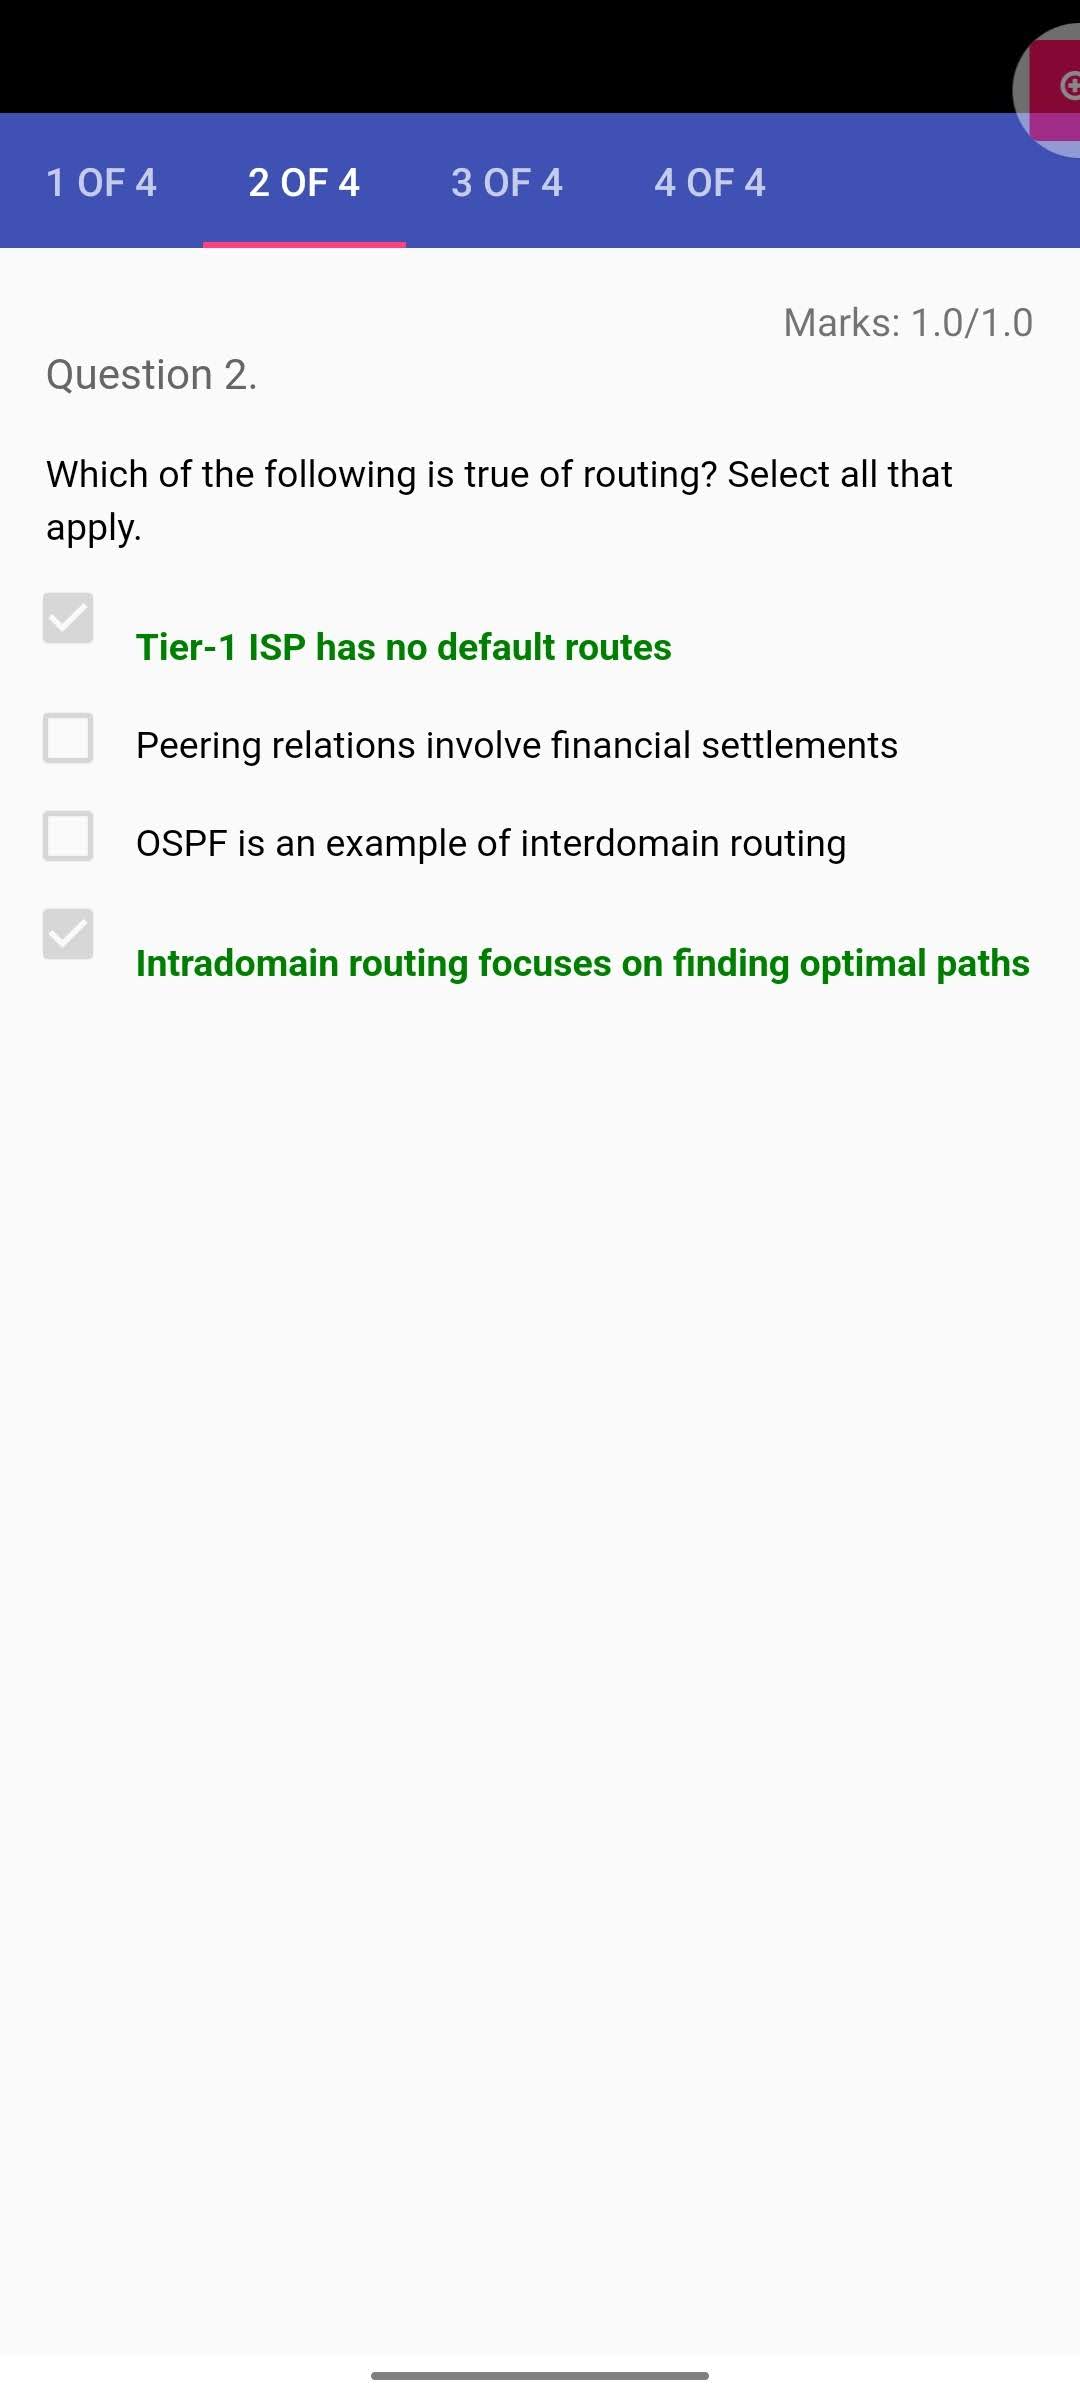 1 OF 4 2 OF 4 3 OF 4 4 OF 4
Marks: 1.0/1.0
Question 2.
Which of the following is true of routing? Select all that
apply.
Tier-1 ISP has no default routes
Peering relations involve financial settlements
OSPF is an example of interdomain routing
Intradomain routing focuses on finding optimal paths